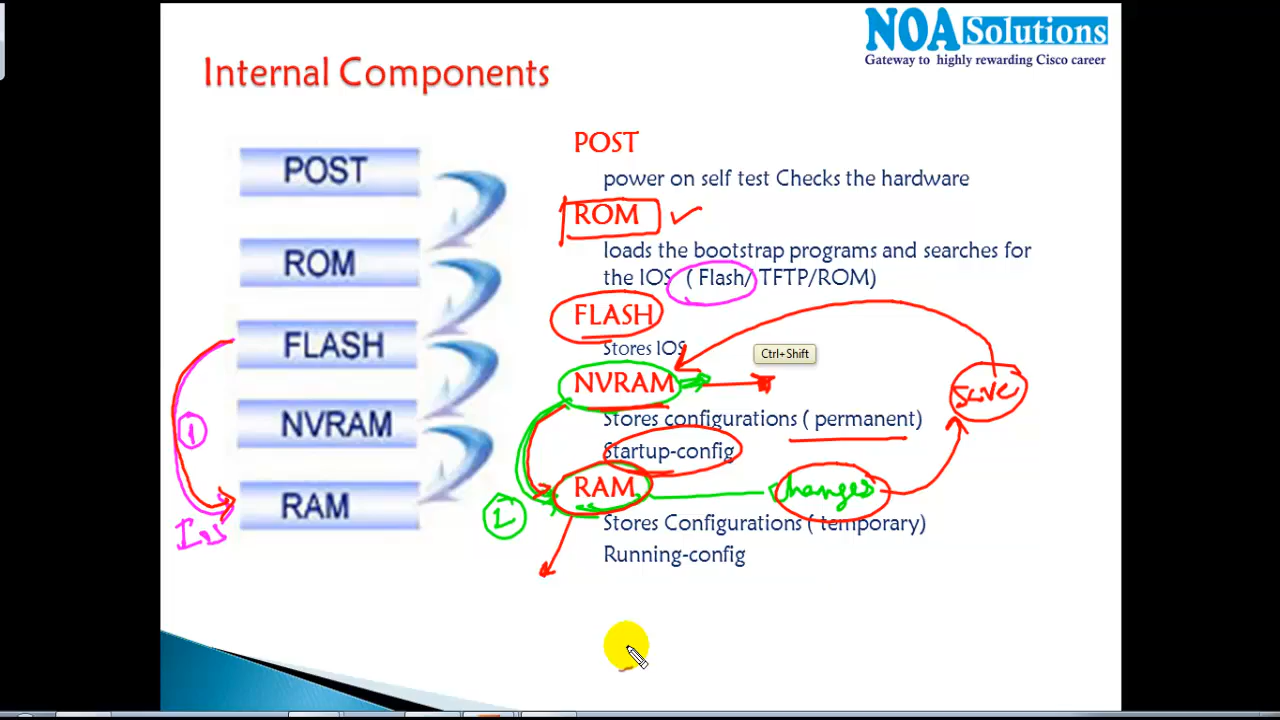 NOA Solutions
Gateway to highly rewarding Cisco career
Internal Components
POST
ROM
FLASH
NVRAM
RAM
1
Ios
POST
power on self test Checks the hardware
ROM
loads the bootstrap programs and searches for
the IOS ( Flash/ TFTP/ROM)
FLASH
Stores IOS
Ctrl+Shift
NVRAM
save
Stores configurations ( permanent)
Startup-config
RAM
changes
2
Stores Configurations ( temporary)
Running-config